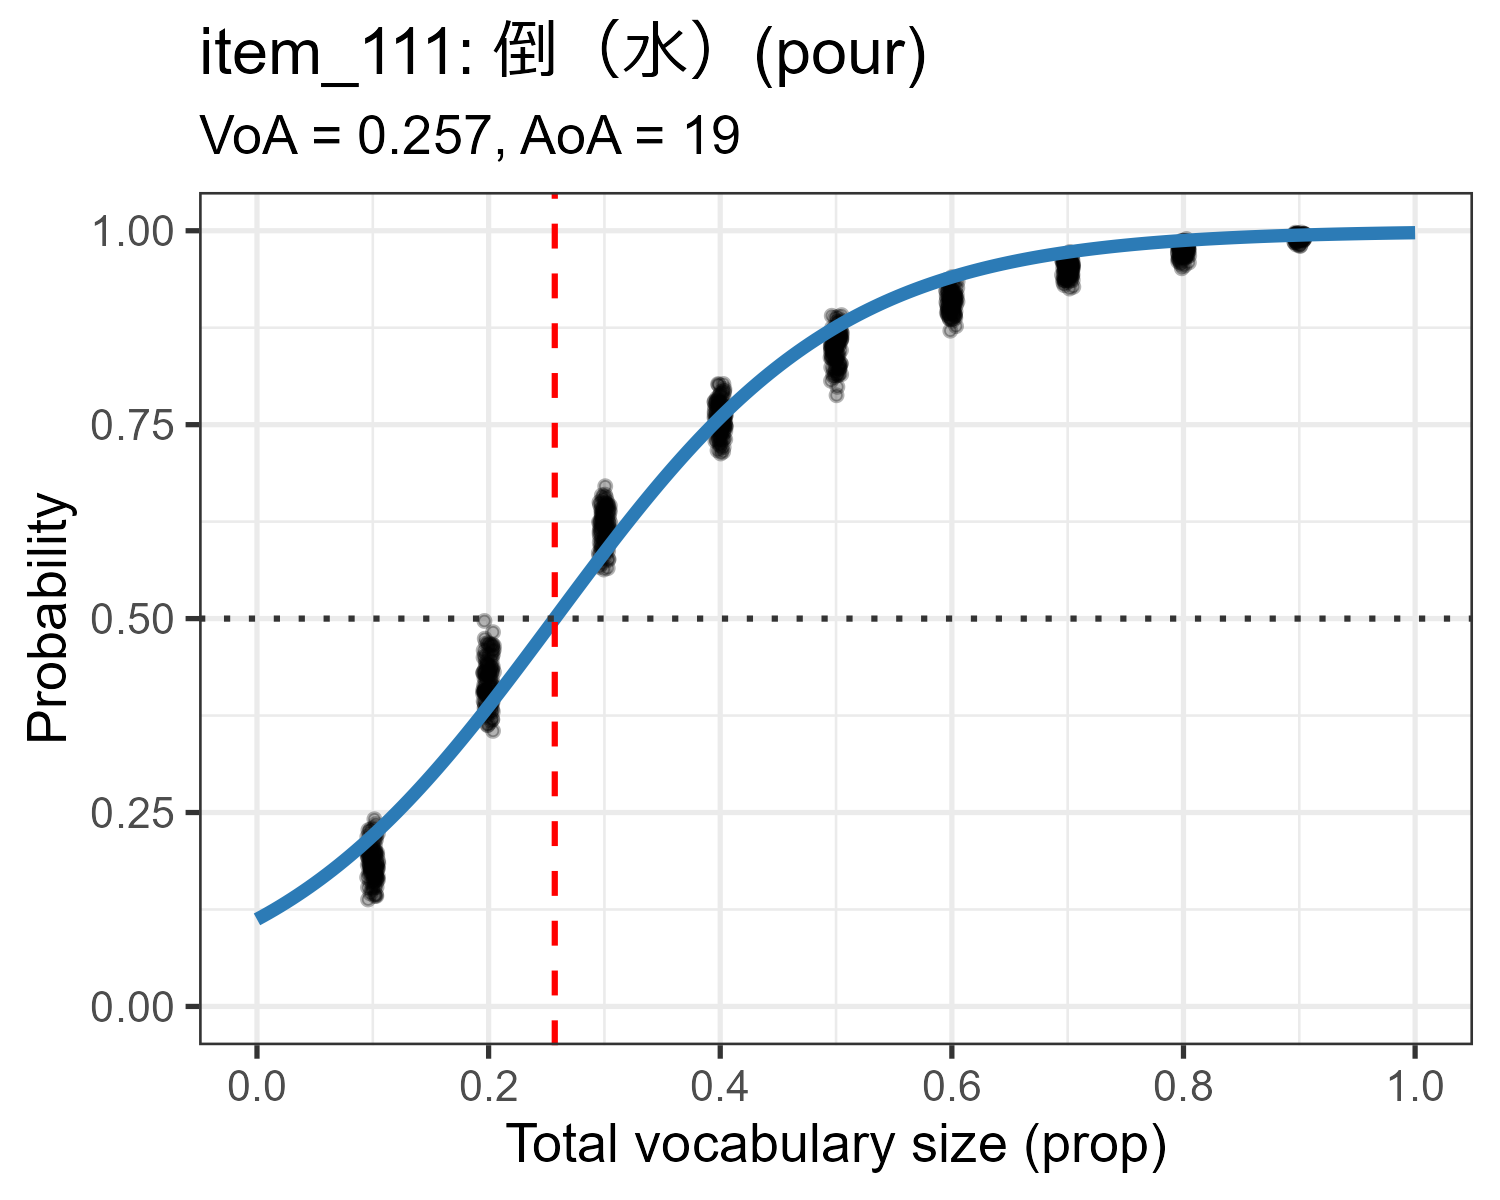 item_111: 倒（水）(pour)
VoA = 0.257, AoA = 19
1.00
0.75
0.50
0.25
0.00
Probability
0.0 0.2 0.4 0.6 0.8 1.0
Total vocabulary size (prop)